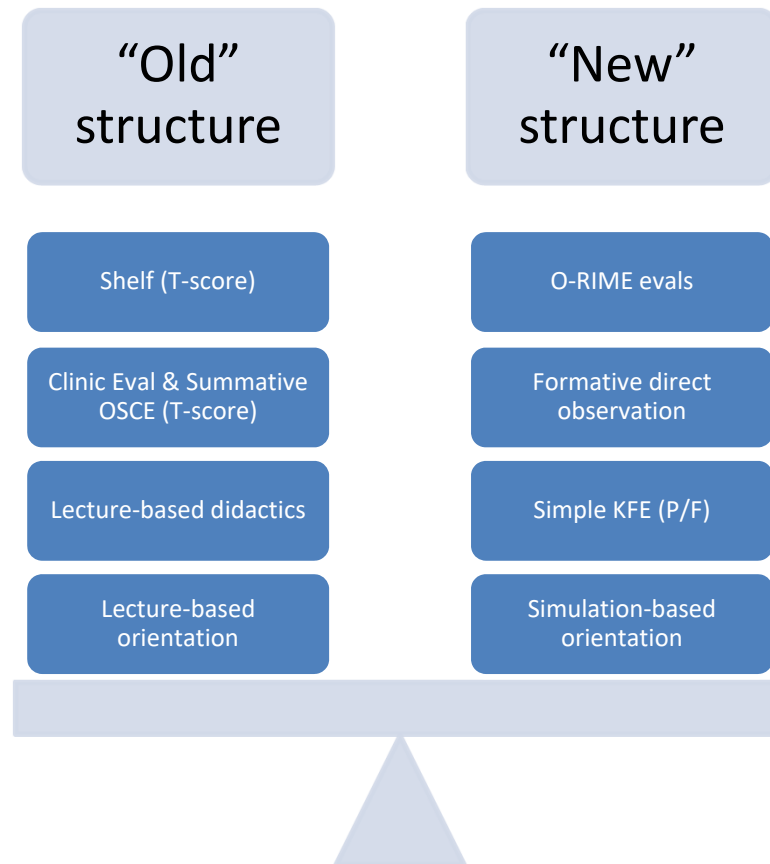 “Old”
structure
Shelf (T-score)
Clinic Eval & Summative
OSCE (T-score)
Lecture-based didactics
Lecture-based
orientation
“New”
structure
O-RIME evals
Formative direct
observation
Simple KFE (P/F)
Simulation-based
orientation